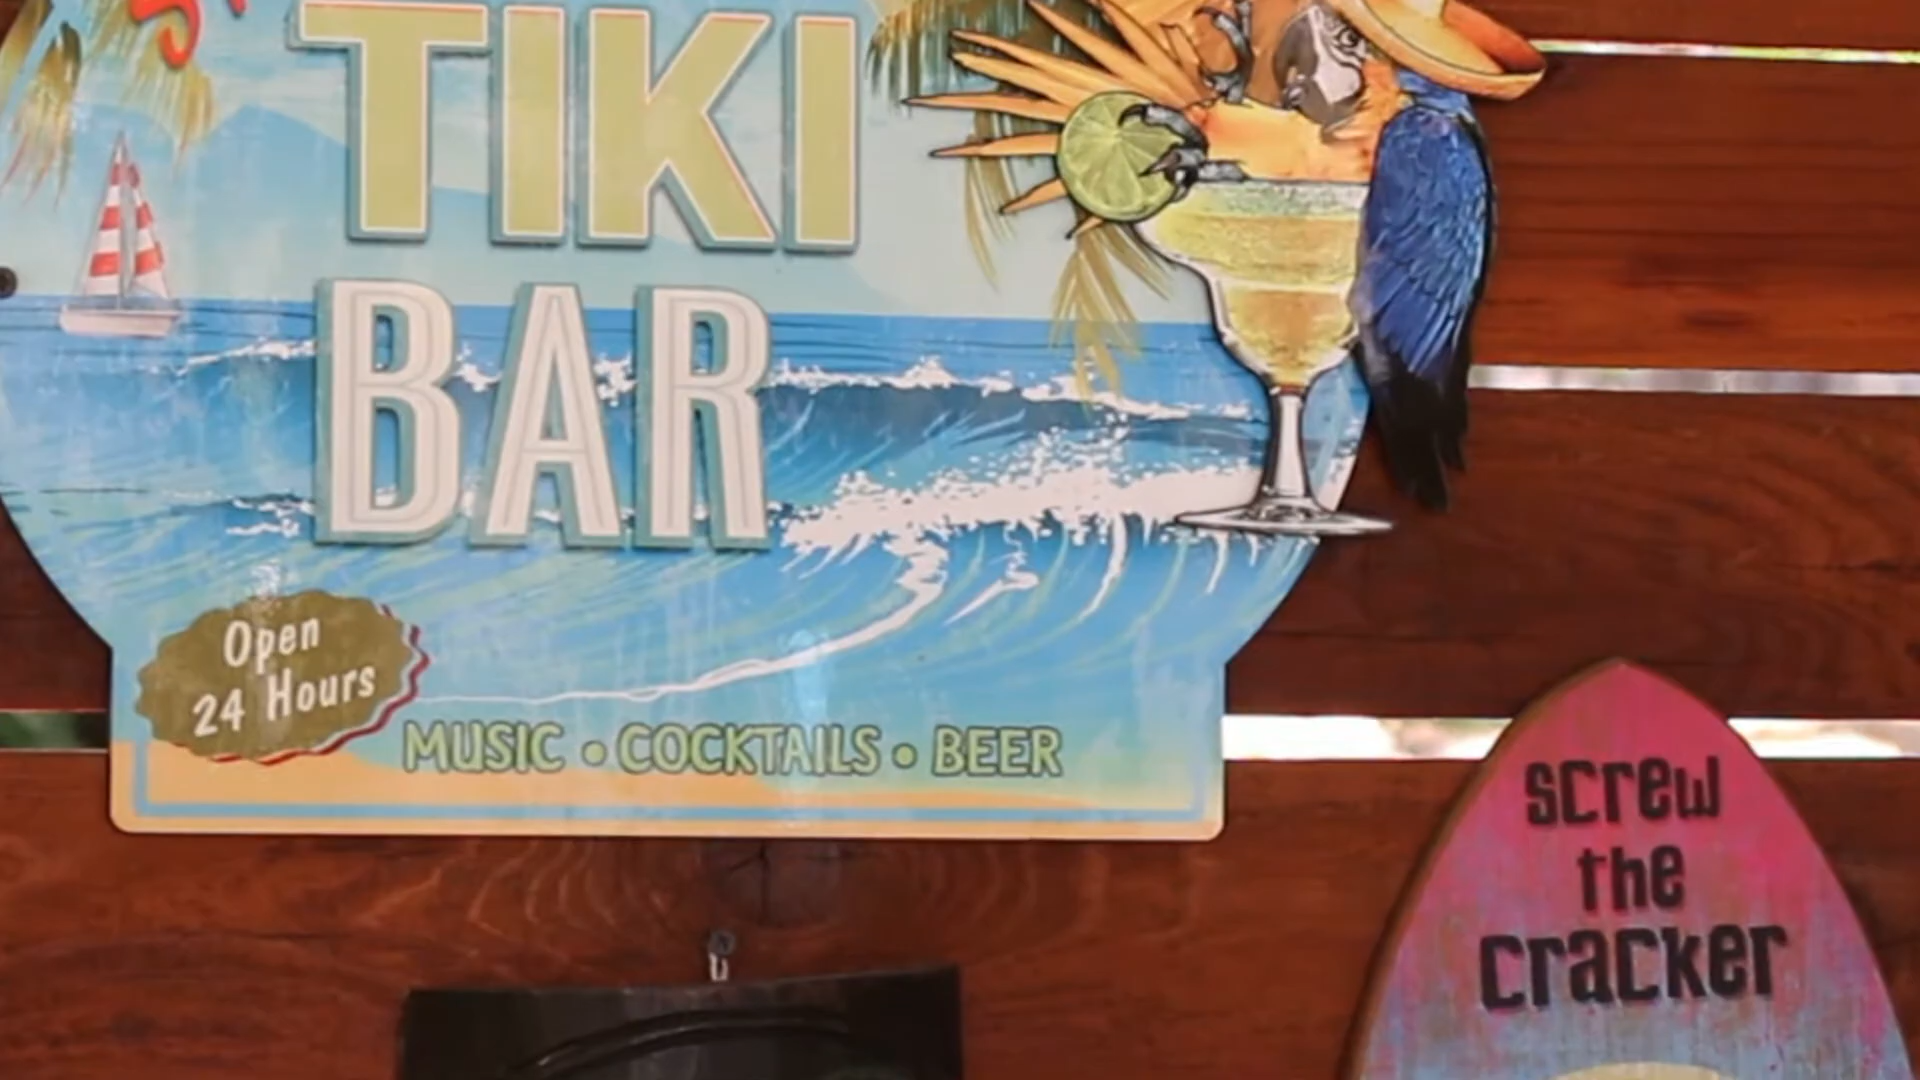 TIKI
BAR
Open
24 Hours
MUSIC • COCKTAILS • BEER
screw
the
cracker